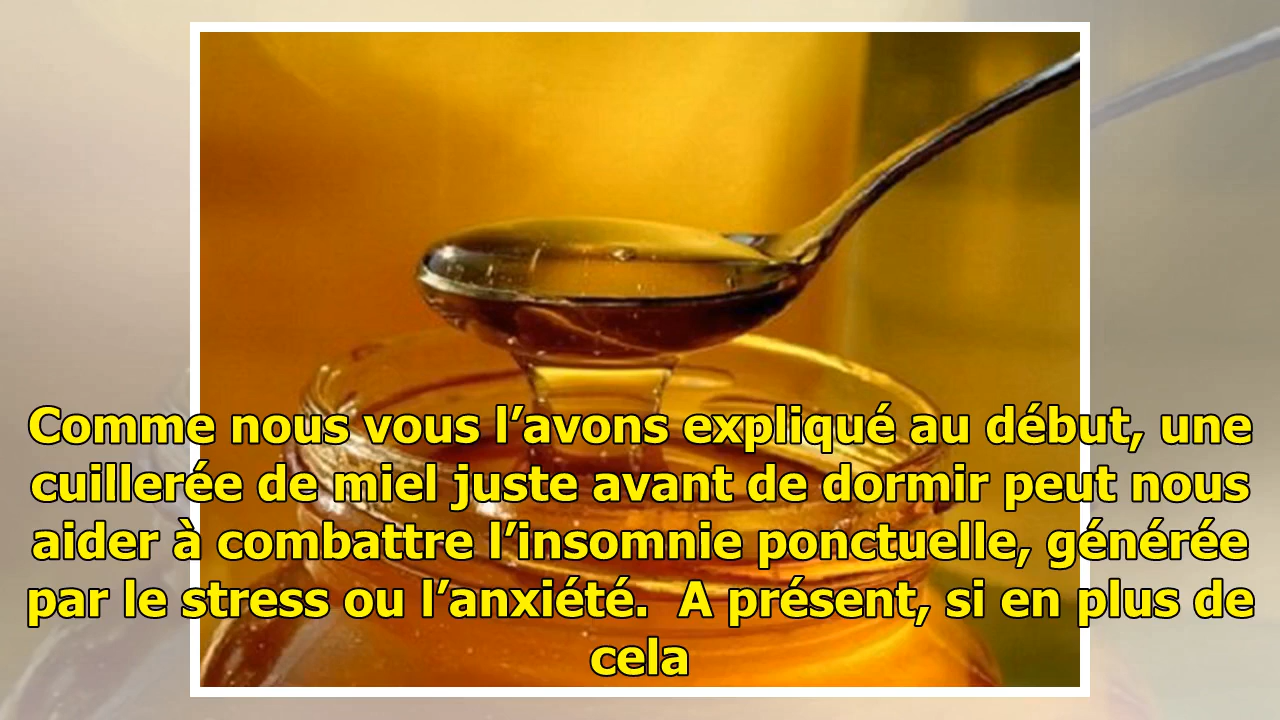 Comme nous vous l’avons expliqué au début, une
cuillerée de miel juste avant de dormir peut nous
aider à combattre l’insomnie ponctuelle, générée
par le stress ou l’anxiété.  A présent, si en plus de
cela